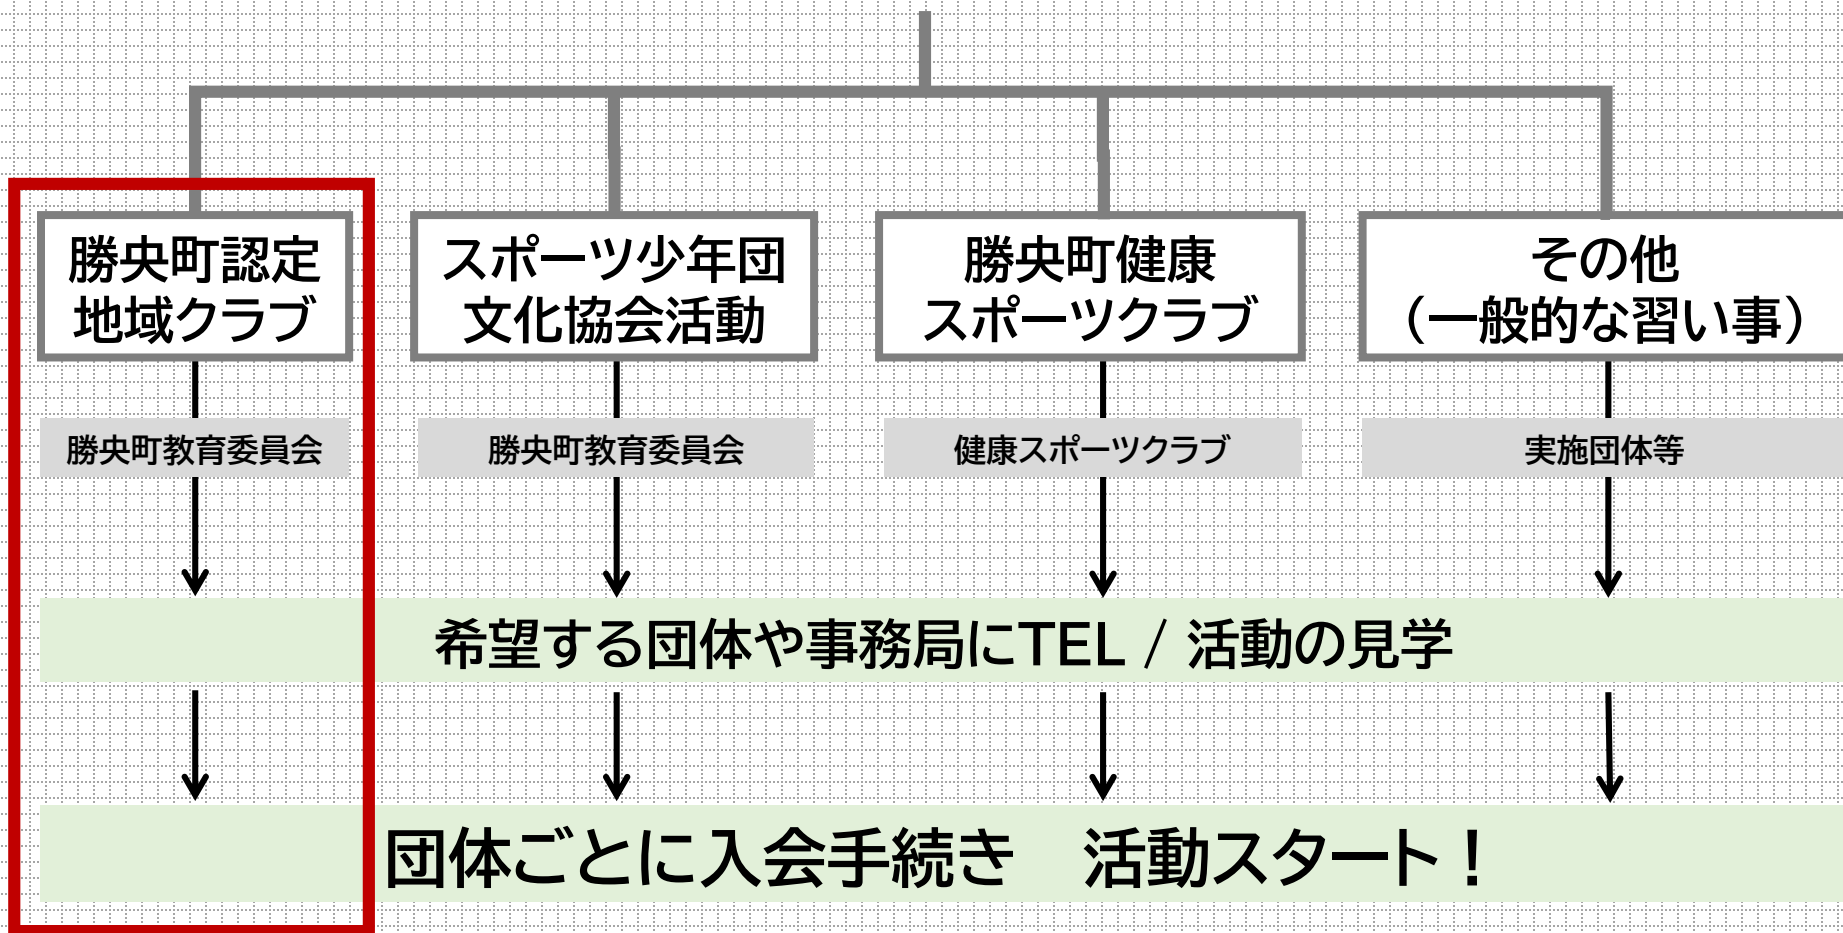 勝央町認定
地域クラブ
スポーツ少年団
文化協会活動
勝央町健康
スポーツクラブ
その他
（一般的な習い事）
勝央町教育委員会
勝央町教育委員会
健康スポーツクラブ
実施団体等
希望する団体や事務局にTEL / 活動の見学
団体ごとに入会手続き　活動スタート！